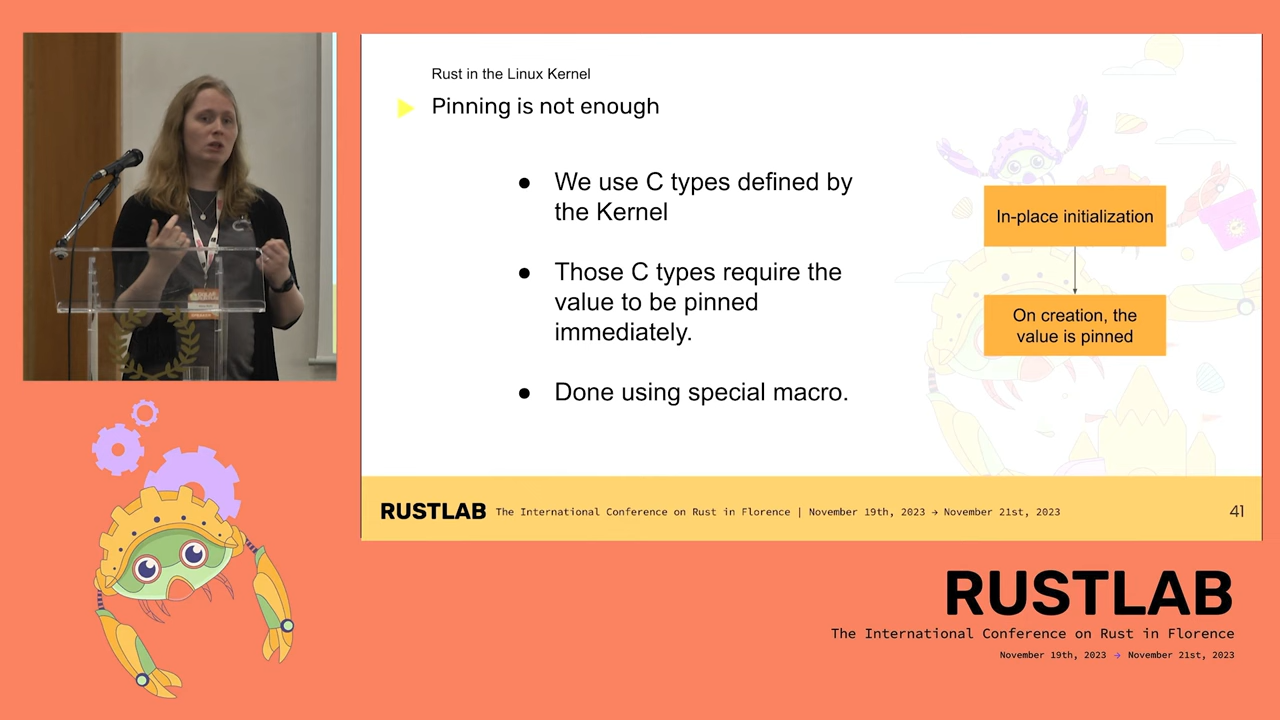 Rust in the Linux Kernel
Pinning is not enough
● We use C types defined by
the Kernel
● Those C types require the
value to be pinned
immediately.
● Done using special macro.
In-place initialization
On creation, the
value is pinned
RUSTLAB The International Conference on Rust in Florence | November 19th, 2023 → November 21st, 2023 41
RUSTLAB
The International Conference on Rust in Florence
November 19th, 2023 → November 21st, 2023